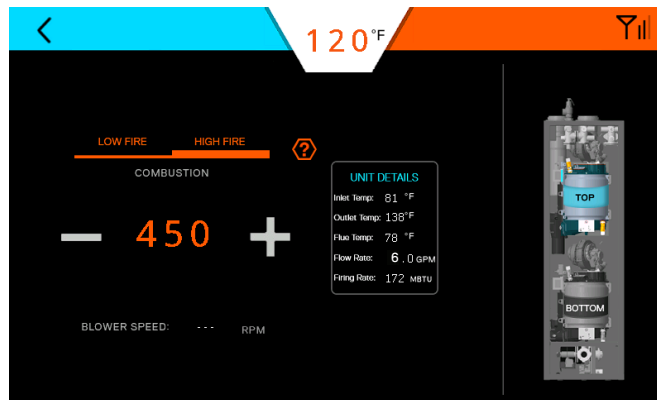 120°F
LOW FIRE HIGH FIRE
?
COMBUSTION
450
BLOWER SPEED: --- RPM
UNIT DETAILS
Inlet Temp: 81 °F
Outlet Temp: 138°F
Flue Temp: 78 °F
Flow Rate: 6.0 GPM
Firing Rate: 172 MBTU
TOP
BOTTOM